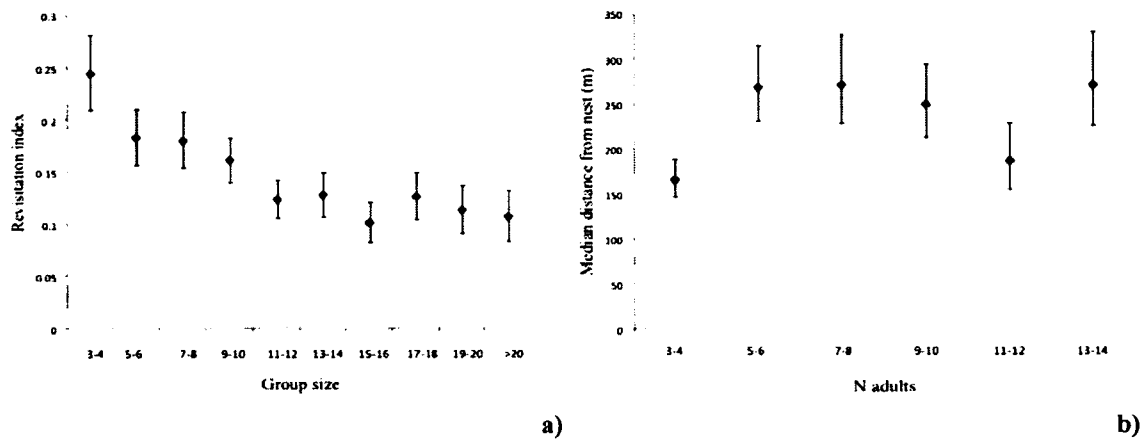 0.3
0.25
0.2
0.15
0.1
0.05
0
Revisitation index
3-4 5-6 7-8 9-10 11-12 13-14 15-16 17-18 19-20 >20
Group size
a)
350
300
250
200
150
100
50
0
Median distance from nest (m)
3-4 5-6 7-8 9-10 11-12 13-14
N adults
b)